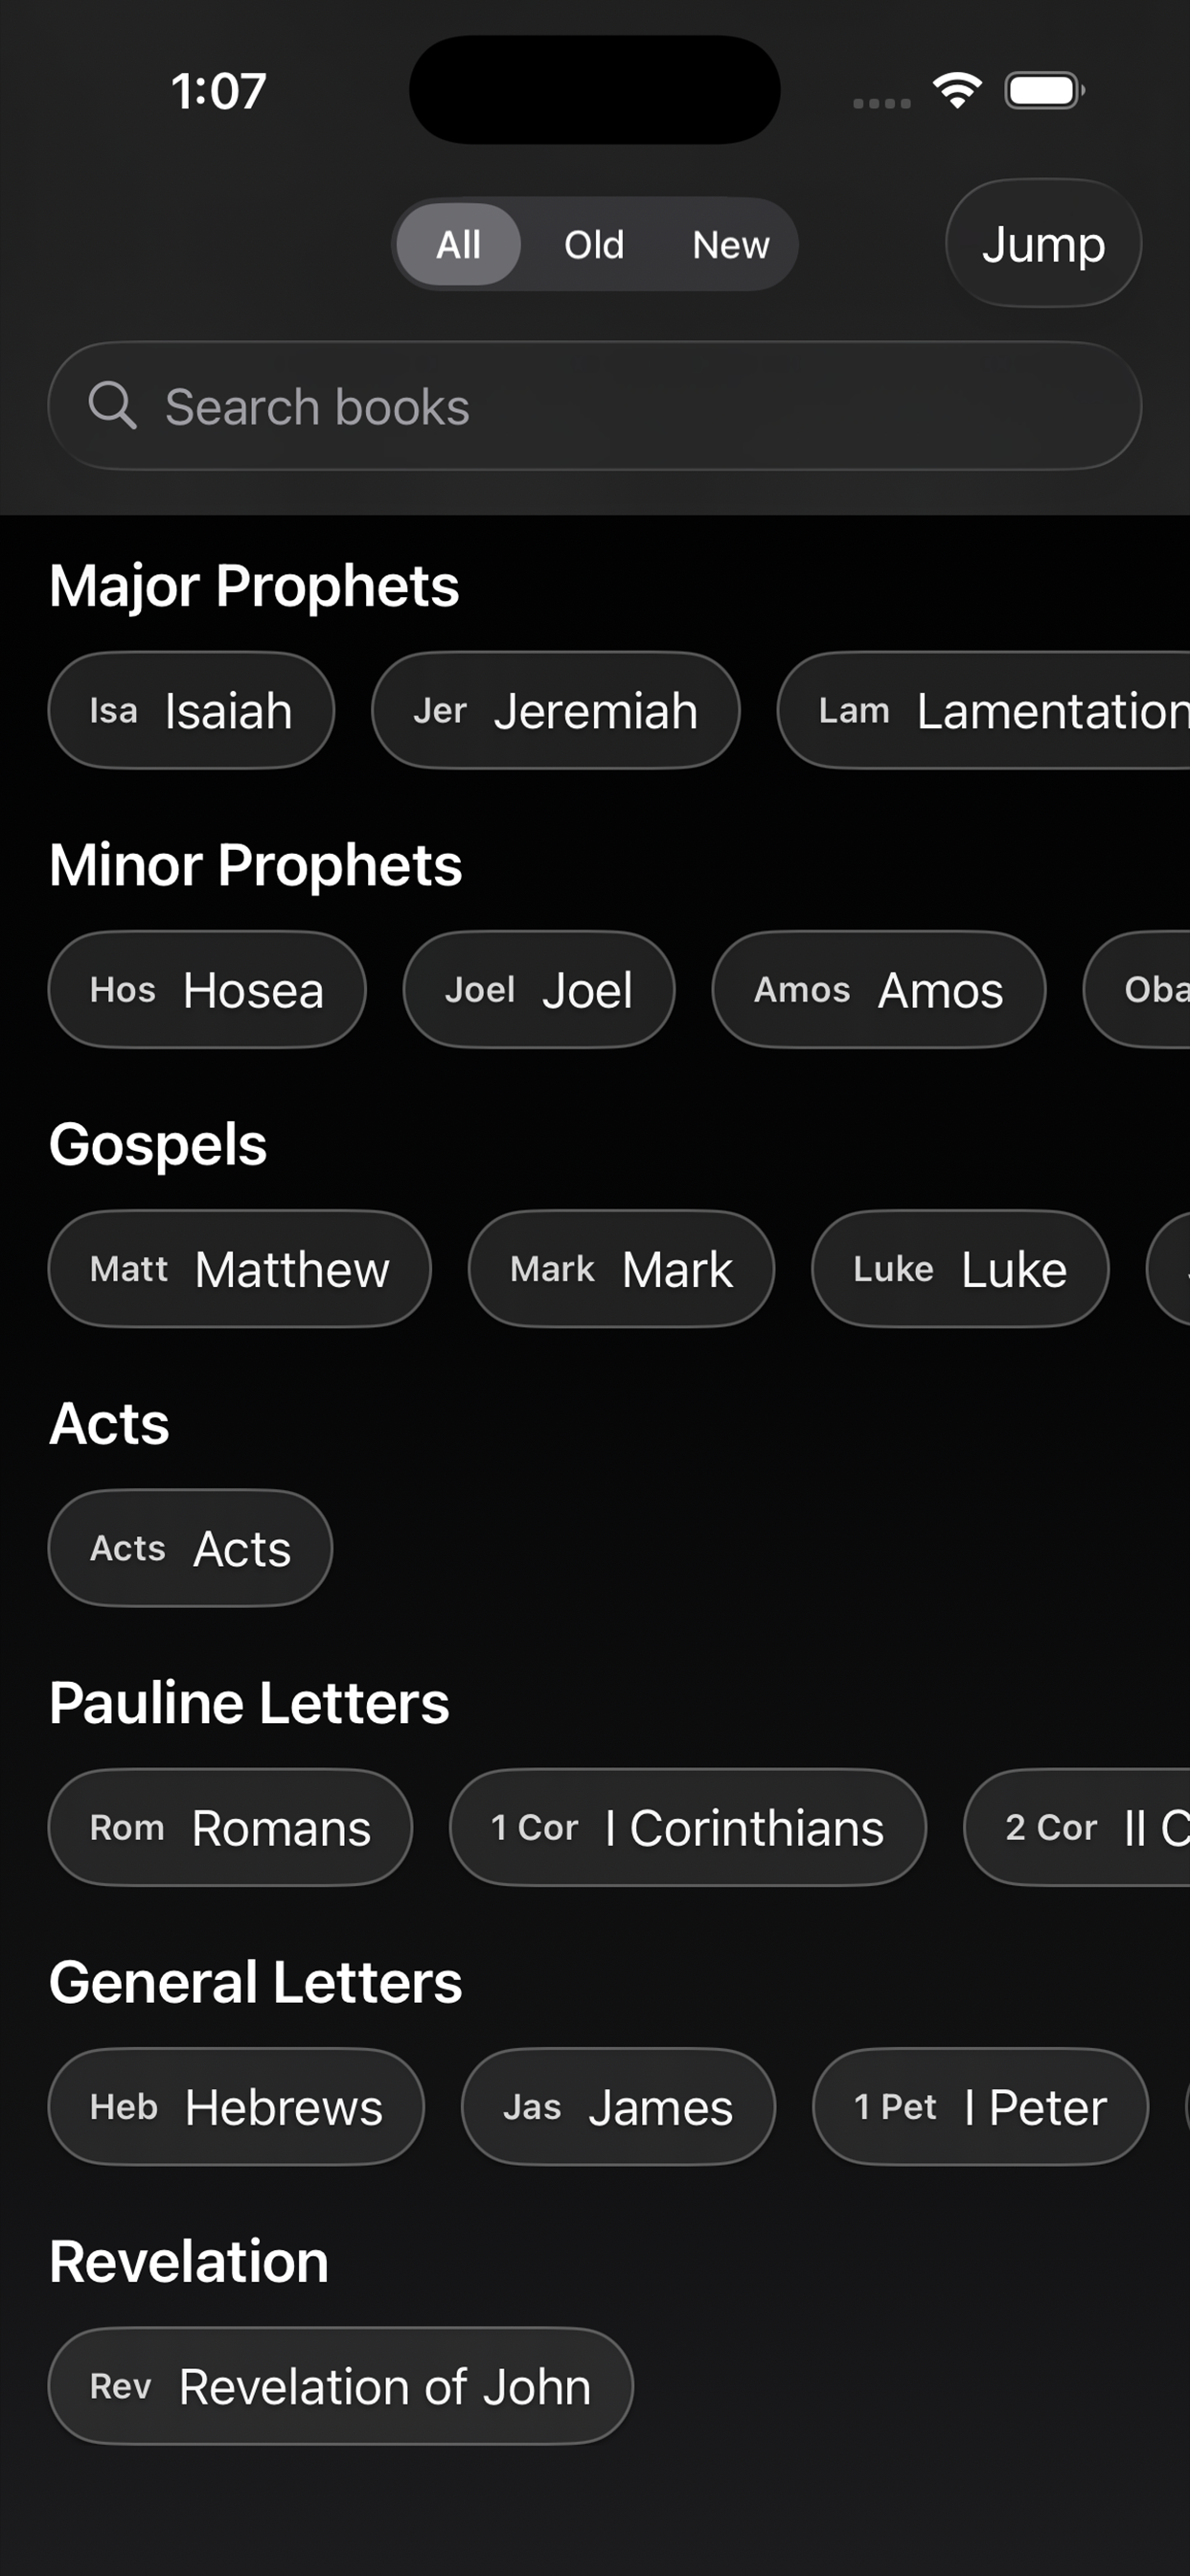 1:07
All Old New Jump
Search books
Major Prophets
Isa Isaiah Jer Jeremiah Lam Lamentation
Minor Prophets
Hos Hosea Joel Joel Amos Amos Oba
Gospels
Matt Matthew Mark Mark Luke Luke
Acts
Acts Acts
Pauline Letters
Rom Romans 1 Cor I Corinthians 2 Cor II C
General Letters
Heb Hebrews Jas James 1 Pet I Peter
Revelation
Rev Revelation of John